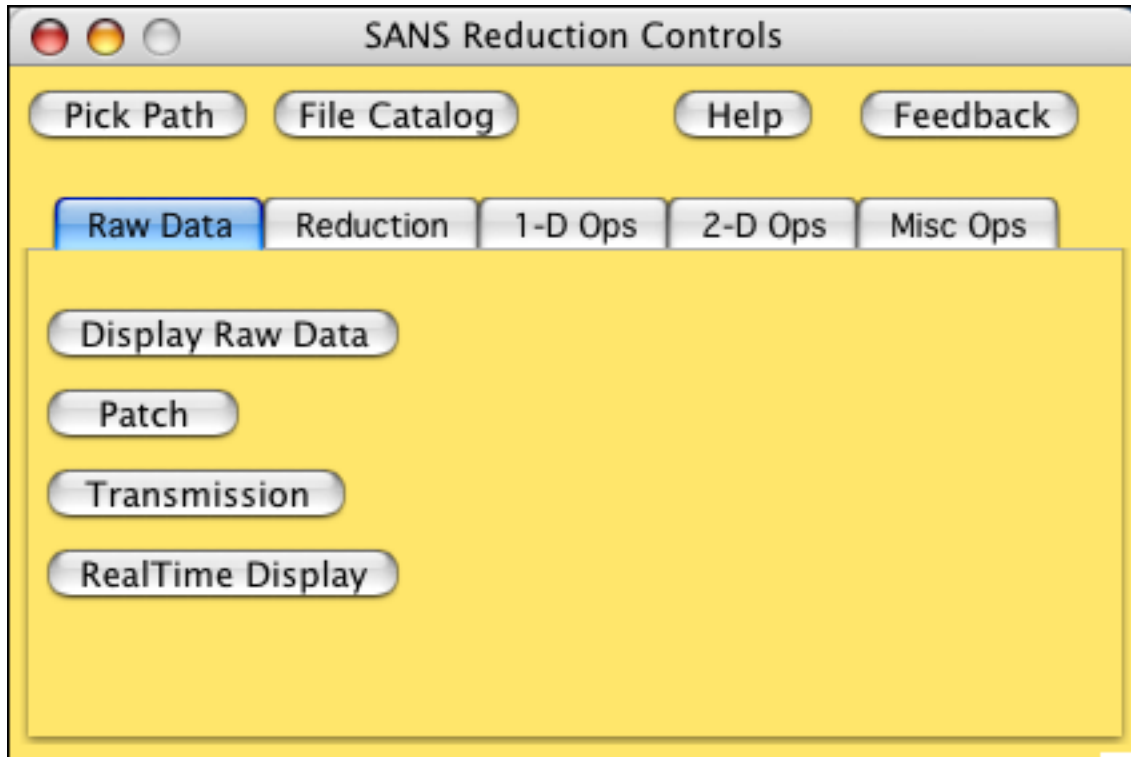 SANS Reduction Controls
Pick Path File Catalog Help Feedback
Raw Data Reduction 1-D Ops 2-D Ops Misc Ops
Display Raw Data
Patch
Transmission
RealTime Display